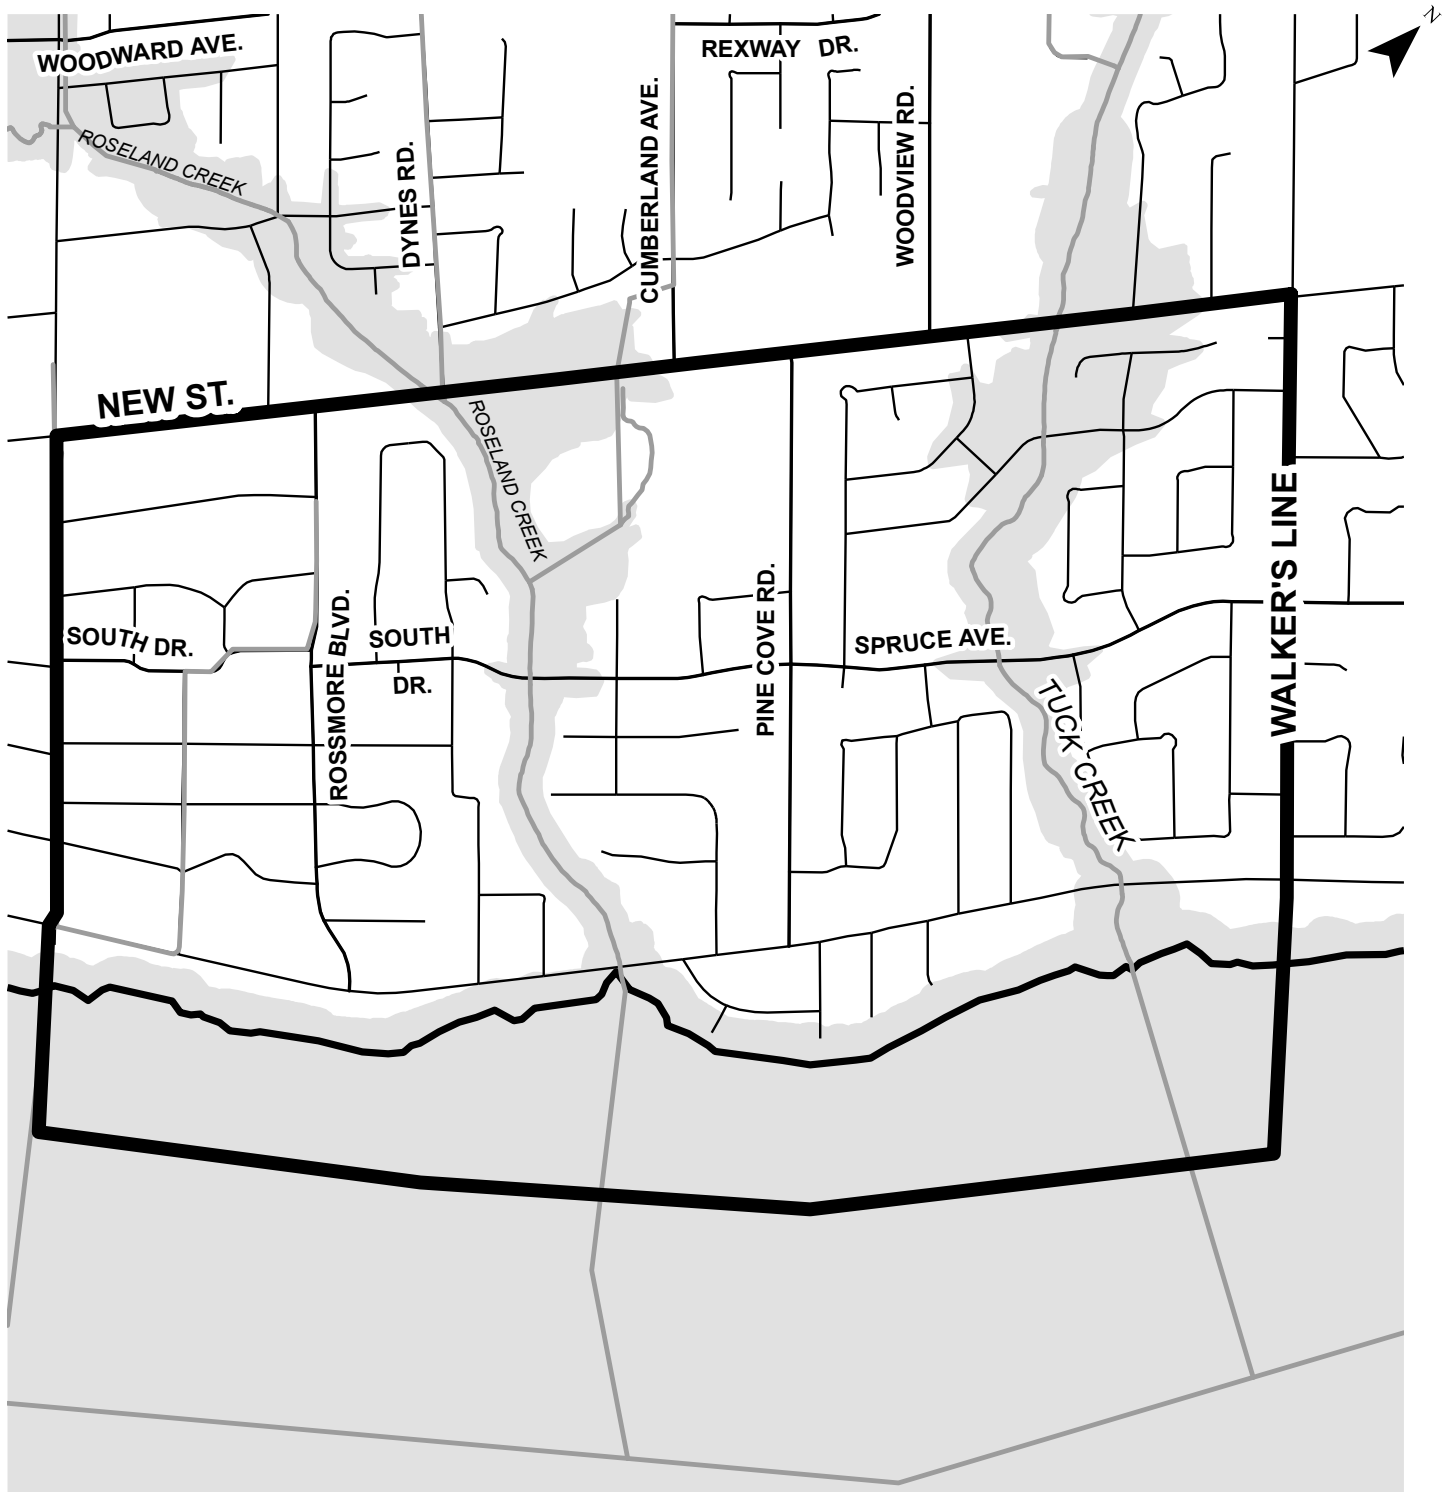 N
WOODWARD AVE.
REXWAY DR.
ROSELAND CREEK
DYNES RD.
CUMBERLAND AVE.
WOODVIEW RD.
NEW ST.
ROSELAND CREEK
WALKER'S LINE
SOUTH DR.
ROSSMORE BLVD.
SOUTH
DR.
PINE COVE RD.
SPRUCE AVE.
TUCK CREEK